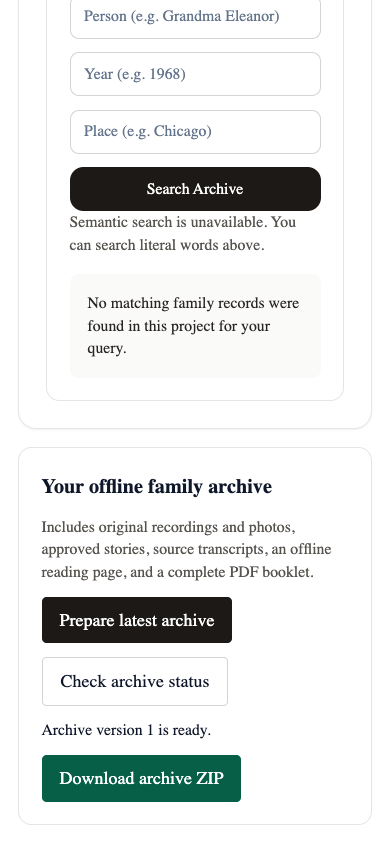 Person (e.g. Grandma Eleanor)
Year (e.g. 1968)
Place (e.g. Chicago)
Search Archive
Semantic search is unavailable. You
can search literal words above.
No matching family records were
found in this project for your
query.
Your offline family archive
Includes original recordings and photos,
approved stories, source transcripts, an offline
reading page, and a complete PDF booklet.
Prepare latest archive
Check archive status
Archive version 1 is ready.
Download archive ZIP